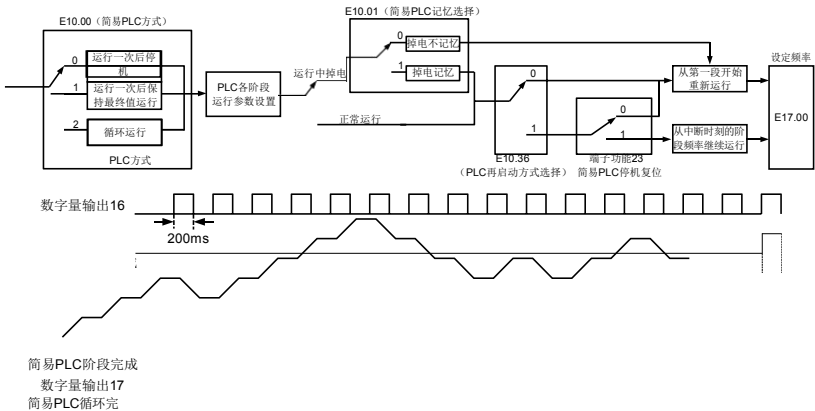 E10.00（简易PLC方式）
0
运行一次后停
机
1
运行一次后保
持最终值运行
2
循环运行
PLC方式
PLC各阶段
运行参数设置
运行中掉电
正常运行
E10.01（简易PLC记忆选择）
0
掉电不记忆
1
掉电记忆
0
1
E10.36
（PLC再启动方式选择）
0
1
端子功能23
简易PLC停机复位
从第一段开始
重新运行
从中断时刻的阶
段频率继续运行
设定频率
E17.00
数字量输出16
200ms
简易PLC阶段完成
数字量输出17
简易PLC循环完